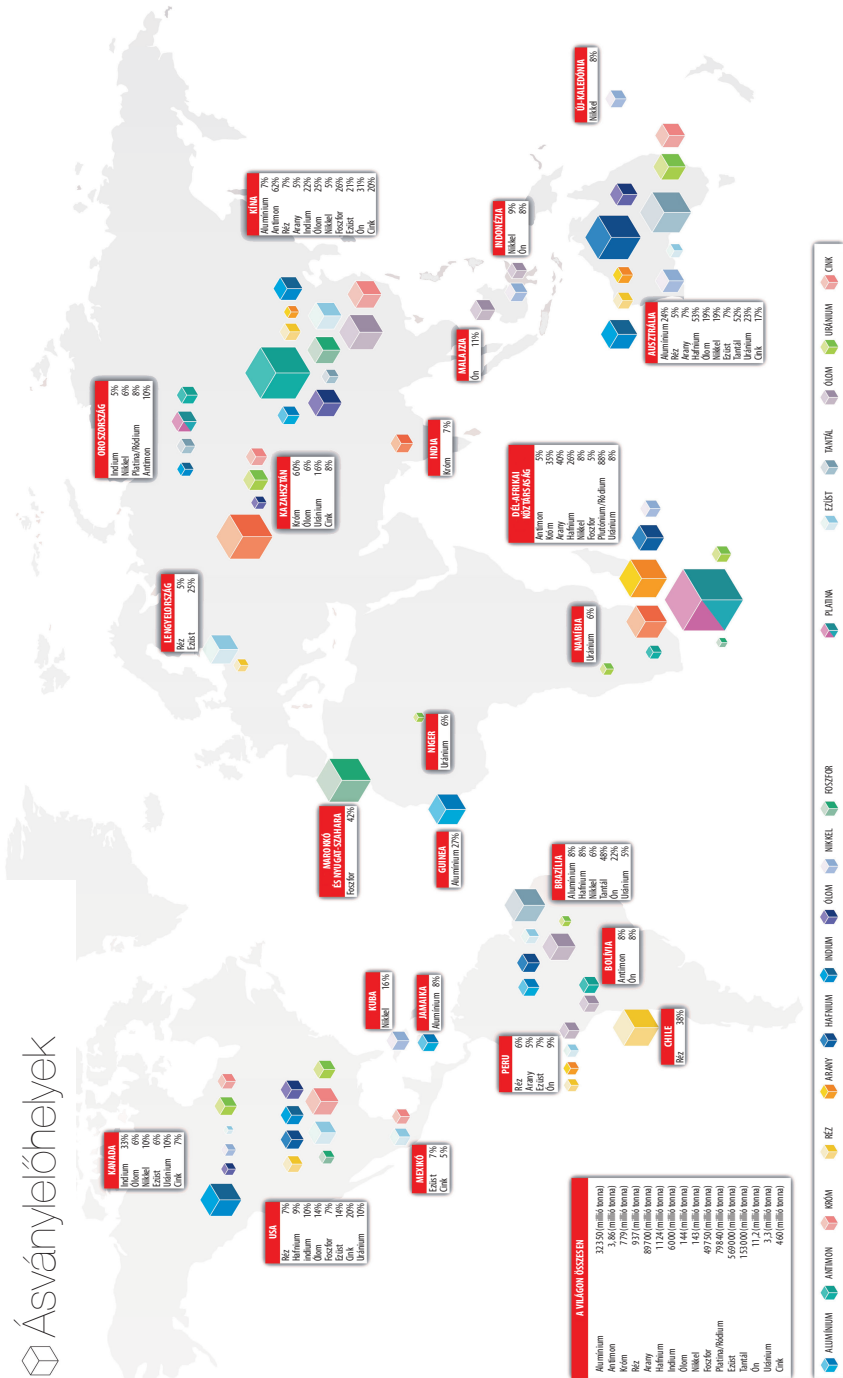 Ásványlelőhelyek
KANADA
Indium 33%
Ólom 6%
Nikkel 10%
Ezüst 6%
Uránium 10%
Cink 7%
USA
Réz 7%
Hafnium 9%
indium 10%
Ólom 14%
Foszfor 7%
Ezüst 14%
Cink 20%
Uránium 10%
MEXIKÓ
Ezüst 7%
Cink 5%
KUBA
Nikkel 16%
JAMAIKA
Alumínium 8%
PERU
Réz 6%
Arany 5%
Ezüst 7%
Ón 9%
CHILE
Réz 38%
BOLÍVIA
Antimon 8%
Ón 8%
BRAZÍLIA
Alumínium 8%
Hafnium 8%
Nikkel 6%
Tantál 48%
Ón 22%
Uránium 5%
MAROKKÓ
ÉS NYUGAT-SZAHARA
Foszfor 42%
GUINEA
Alumínium 27%
NIGER
Uránium 6%
LENGYELORSZÁG
Réz 5%
Ezüst 25%
NAMÍBIA
Uránium 6%
DÉL-AFRIKAI
KÖZTÁRSASÁG
Antimon 5%
Króm 35%
Arany 40%
Hafnium 26%
Nikkel 8%
Foszfor 5%
Plutónium/Ródium 88%
Uránium 8%
OROSZORSZÁG
Indium 5%
Nikkel 6%
Platina/Ródium 8%
Antimon 10%
KAZAHSZTÁN
Króm 60%
Ólom 6%
Uránium 16%
Cink 8%
INDIA
Króm 7%
KÍNA
Alumínium 7%
Antimon 62%
Réz 7%
Arany 5%
Indium 22%
Ólom 25%
Nikkel 5%
Foszfor 26%
Ezüst 21%
Ón 31%
Cink 20%
MALAJZIA
Ón 11%
INDONÉZIA
Nikkel 9%
Ón 8%
AUSZTRÁLIA
Alumínium 24%
Réz 5%
Arany 7%
Hafnium 53%
Ólom 19%
Nikkel 19%
Ezüst 7%
Tantál 52%
Uránium 23%
Cink 17%
ÚJ-KALEDÓNIA
Nikkel 8%
A VILÁGON ÖSSZESEN
Alumínium 32350 (millió tonna)
Antimon 3,86 (millió tonna)
Króm 779 (millió tonna)
Réz 937 (millió tonna)
Arany 89700 (millió tonna)
Hafnium 1124 (millió tonna)
Indium 6000 (millió tonna)
Ólom 144 (millió tonna)
Nikkel 143 (millió tonna)
Foszfor 49750 (millió tonna)
Platina/Ródium 79840 (millió tonna)
Ezüst 569000 (millió tonna)
Tantál 153000 (millió tonna)
Ón 11,2 (millió tonna)
Uránium 3,3 (millió tonna)
Cink 460 (millió tonna)
ALUMÍNIUM ANTIMON KRÓM RÉZ ARANY HAFNIUM INDIUM ÓLOM NIKKEL FOSZFOR PLATINA EZÜST TANTÁL ÓLOM URÁNIUM CINK